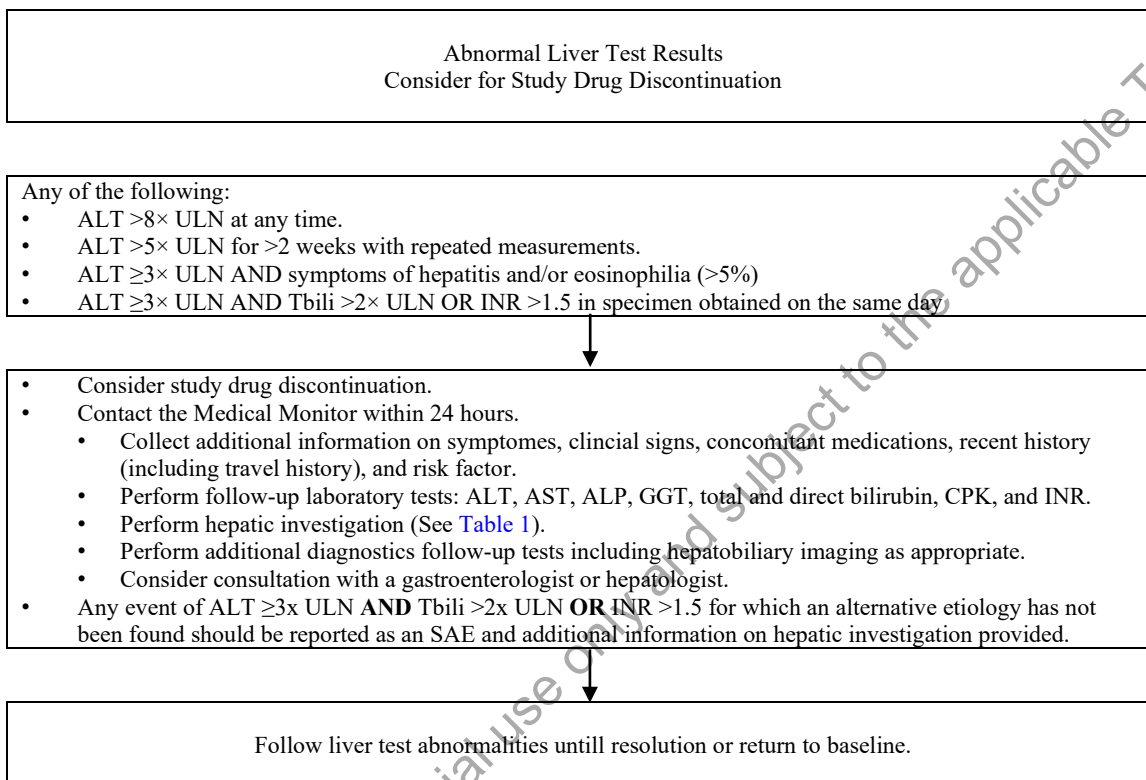 Abnormal Liver Test Results
Consider for Study Drug Discontinuation
Any of the following:
• ALT >8× ULN at any time.
• ALT >5× ULN for >2 weeks with repeated measurements.
• ALT ≥3× ULN AND symptoms of hepatitis and/or eosinophilia (>5%)
• ALT ≥3× ULN AND Tbili >2× ULN OR INR >1.5 in specimen obtained on the same day
• Consider study drug discontinuation.
• Contact the Medical Monitor within 24 hours.
• Collect additional information on symptomes, clincial signs, concomitant medications, recent history
(including travel history), and risk factor.
• Perform follow-up laboratory tests: ALT, AST, ALP, GGT, total and direct bilirubin, CPK, and INR.
• Perform hepatic investigation (See Table 1).
• Perform additional diagnostics follow-up tests including hepatobiliary imaging as appropriate.
• Consider consultation with a gastroenterologist or hepatologist.
• Any event of ALT ≥3x ULN AND Tbili >2x ULN OR INR >1.5 for which an alternative etiology has not
been found should be reported as an SAE and additional information on hepatic investigation provided.
Follow liver test abnormalities untill resolution or return to baseline.
use only and subject to the applicable